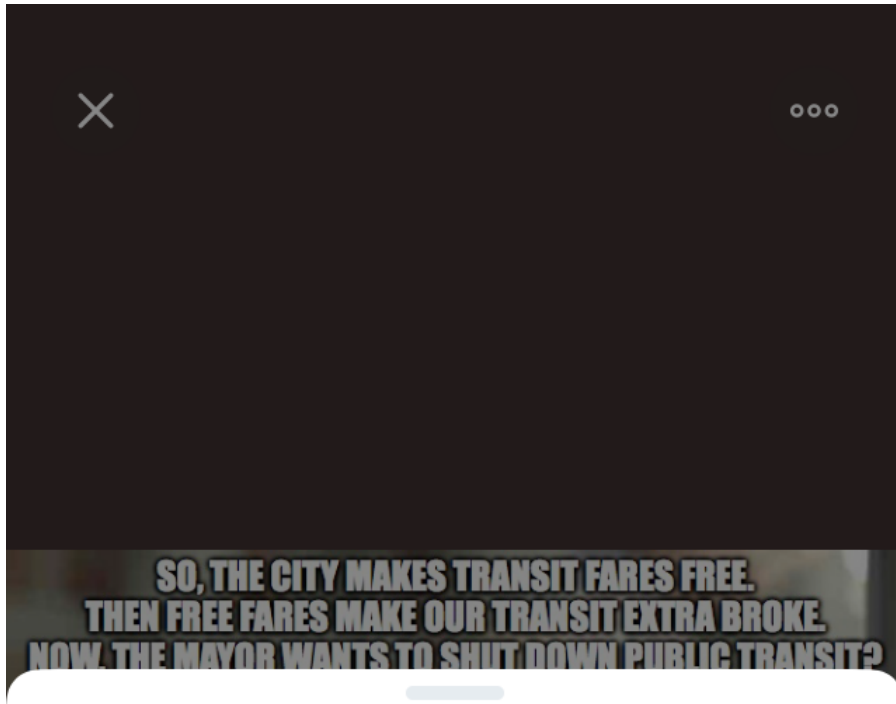 SO, THE CITY MAKES TRANSIT FARES FREE.
THEN FREE FARES MAKE OUR TRANSIT EXTRA BROKE.
NOW, THE MAYOR WANTS TO SHUT DOWN PUBLIC TRANSIT?